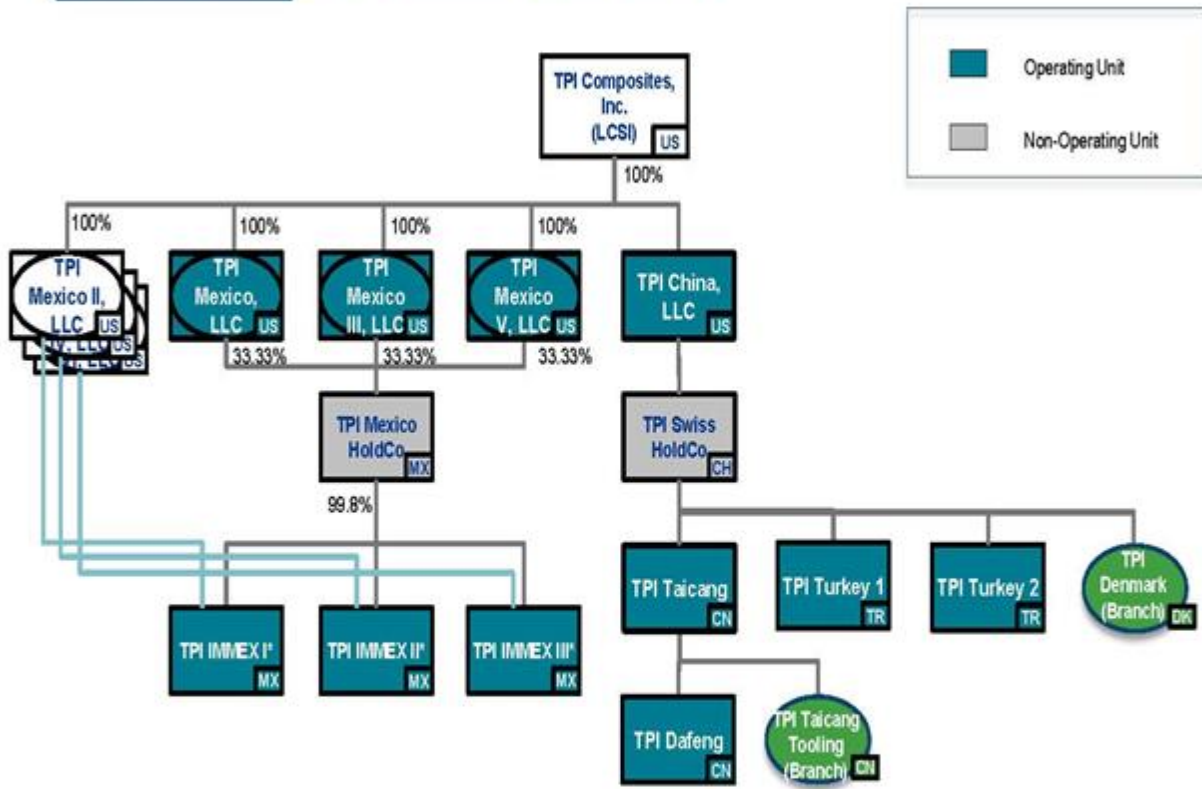 Operating Unit
Non-Operating Unit
TPI Composites,
Inc.
(LCSI)
US
100%
100%
100%
100%
100%
TPI
Mexico II,
LLC
US
IV, LLC
US
VI, LLC
US
TPI
Mexico,
LLC
US
TPI
Mexico
III, LLC
US
TPI
Mexico
V, LLC
US
TPI China,
LLC
US
33.33%
33.33%
33.33%
TPI Mexico
HoldCo
MX
TPI Swiss
HoldCo
CH
99.8%
TPI Taicang
CN
TPI Turkey 1
TR
TPI Turkey 2
TR
TPI
Denmark
(Branch)
DK
TPI IMMEX I*
MX
TPI IMMEX II*
MX
TPI IMMEX III*
MX
TPI Dafeng
CN
TPI Taicang
Tooling
(Branch)
CN